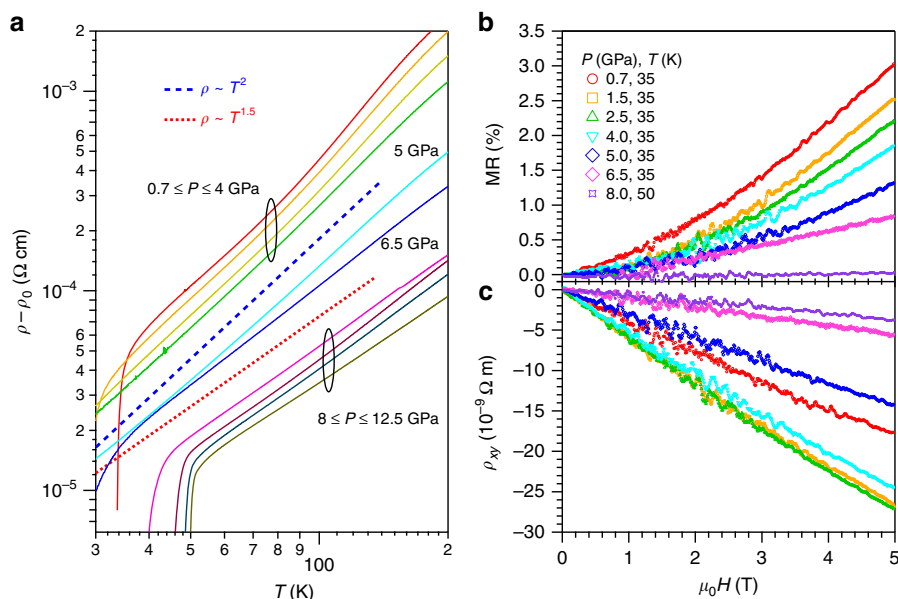 a
10⁻³
6
5
4
3
2
10⁻⁴
6
5
4
3
2
10⁻⁵
ρ – ρ₀ (Ω cm)
ρ ~ T²
ρ ~ T¹·⁵
0.7 ≤ P ≤ 4 GPa
5 GPa
6.5 GPa
8 ≤ P ≤ 12.5 GPa
3 4 5 6 7 8 9 100 2
T (K)
b
3.5
3.0
2.5
2.0
1.5
1.0
0.5
0.0
MR (%)
P (GPa), T (K)
0.7, 35
1.5, 35
2.5, 35
4.0, 35
5.0, 35
6.5, 35
8.0, 50
c
0
–5
–10
–15
–20
–25
–30
ρxy (10⁻⁹ Ω m)
0 1 2 3 4 5
μ₀H (T)